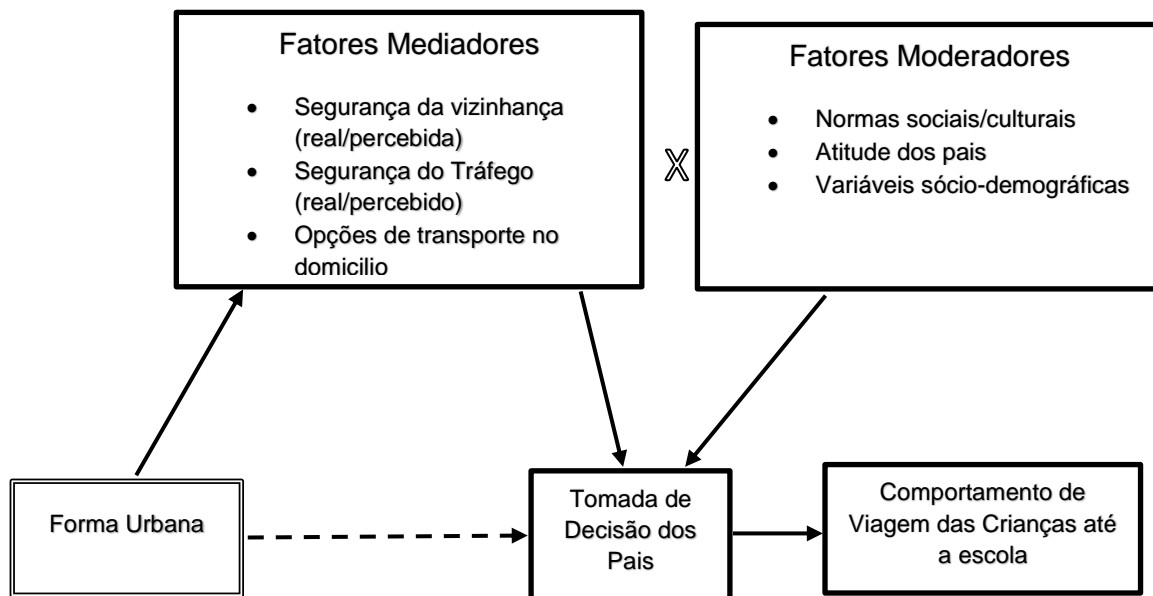 Fatores Mediadores
• Segurança da vizinhança
(real/percebida)
• Segurança do Tráfego
(real/percebido)
• Opções de transporte no
domicilio
X
Fatores Moderadores
• Normas sociais/culturais
• Atitude dos pais
• Variáveis sócio-demográficas
Forma Urbana
Tomada de
Decisão dos
Pais
Comportamento de
Viagem das Crianças até
a escola